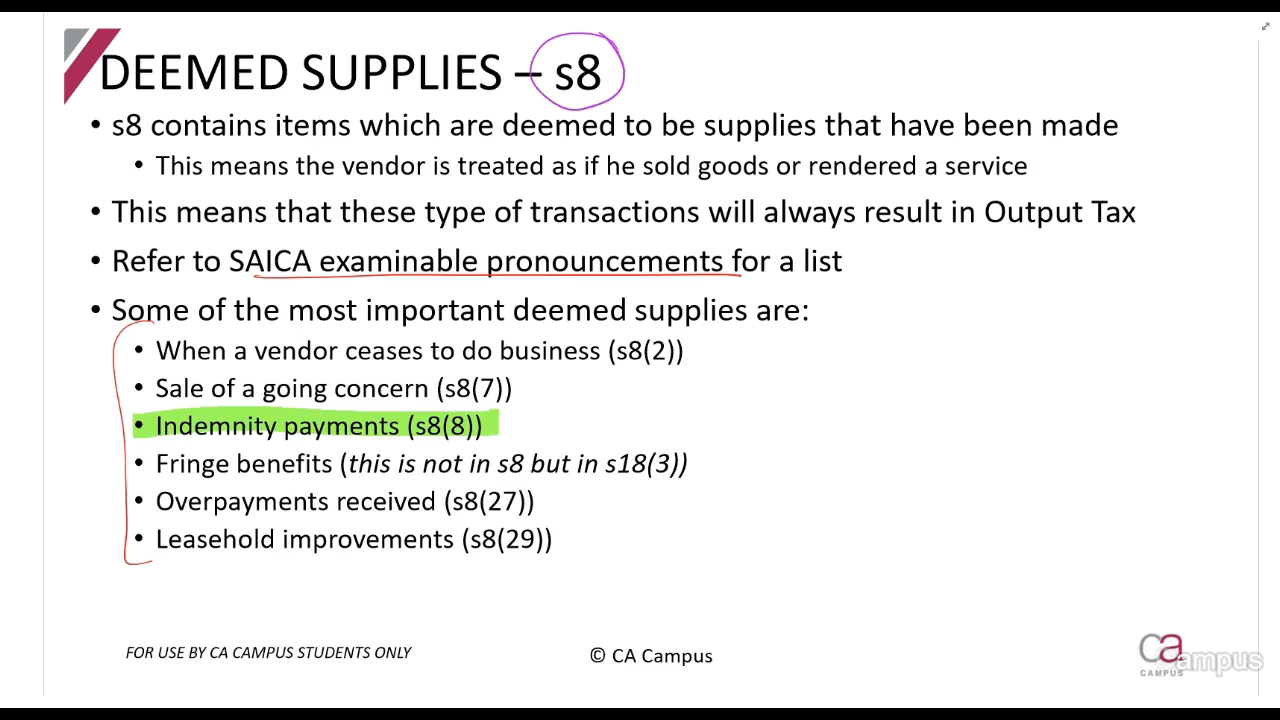 DEEMED SUPPLIES – s8
• s8 contains items which are deemed to be supplies that have been made
• This means the vendor is treated as if he sold goods or rendered a service
• This means that these type of transactions will always result in Output Tax
• Refer to SAICA examinable pronouncements for a list
• Some of the most important deemed supplies are:
• When a vendor ceases to do business (s8(2))
• Sale of a going concern (s8(7))
• Indemnity payments (s8(8))
• Fringe benefits (this is not in s8 but in s18(3))
• Overpayments received (s8(27))
• Leasehold improvements (s8(29))
FOR USE BY CA CAMPUS STUDENTS ONLY
© CA Campus
ca campus
CAMPUS